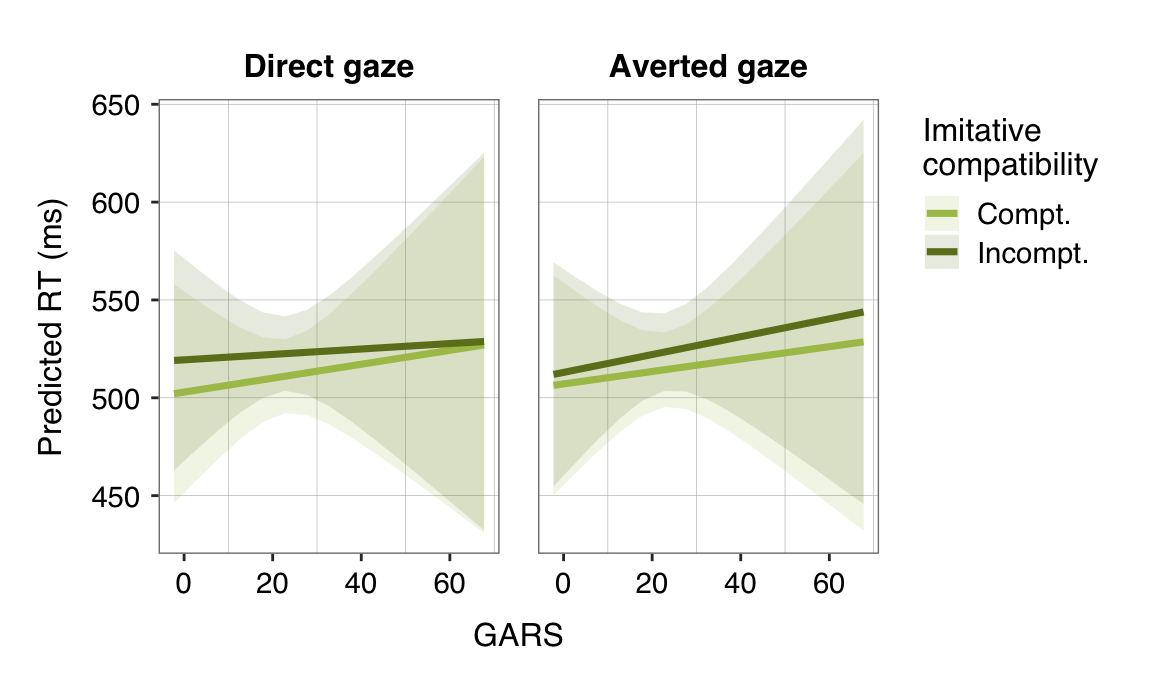 Direct gaze
Averted gaze
650
600
550
500
450
Predicted RT (ms)
0 20 40 60
0 20 40 60
GARS
Imitative
compatibility
Compt.
Incompt.